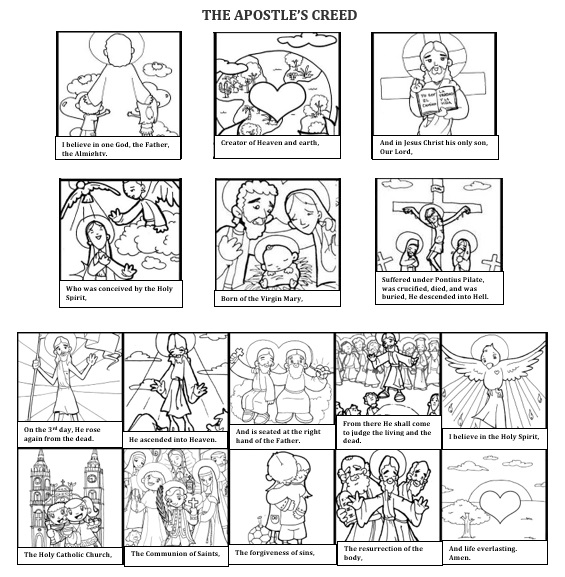 THE APOSTLE'S CREED
I believe in one God, the Father,
the Almighty.
Creator of Heaven and earth,
And in Jesus Christ his only son,
Our Lord,
Who was conceived by the Holy
Spirit,
Born of the Virgin Mary,
Suffered under Pontius Pilate,
was crucified, died, and was
buried, He descended into Hell.
On the 3rd day, He rose
again from the dead.
He ascended into Heaven.
And is seated at the right
hand of the Father.
From there He shall come
to judge the living and the
dead.
I believe in the Holy Spirit,
The Holy Catholic Church,
The Communion of Saints,
The forgiveness of sins,
The resurrection of the
body,
And life everlasting.
Amen.